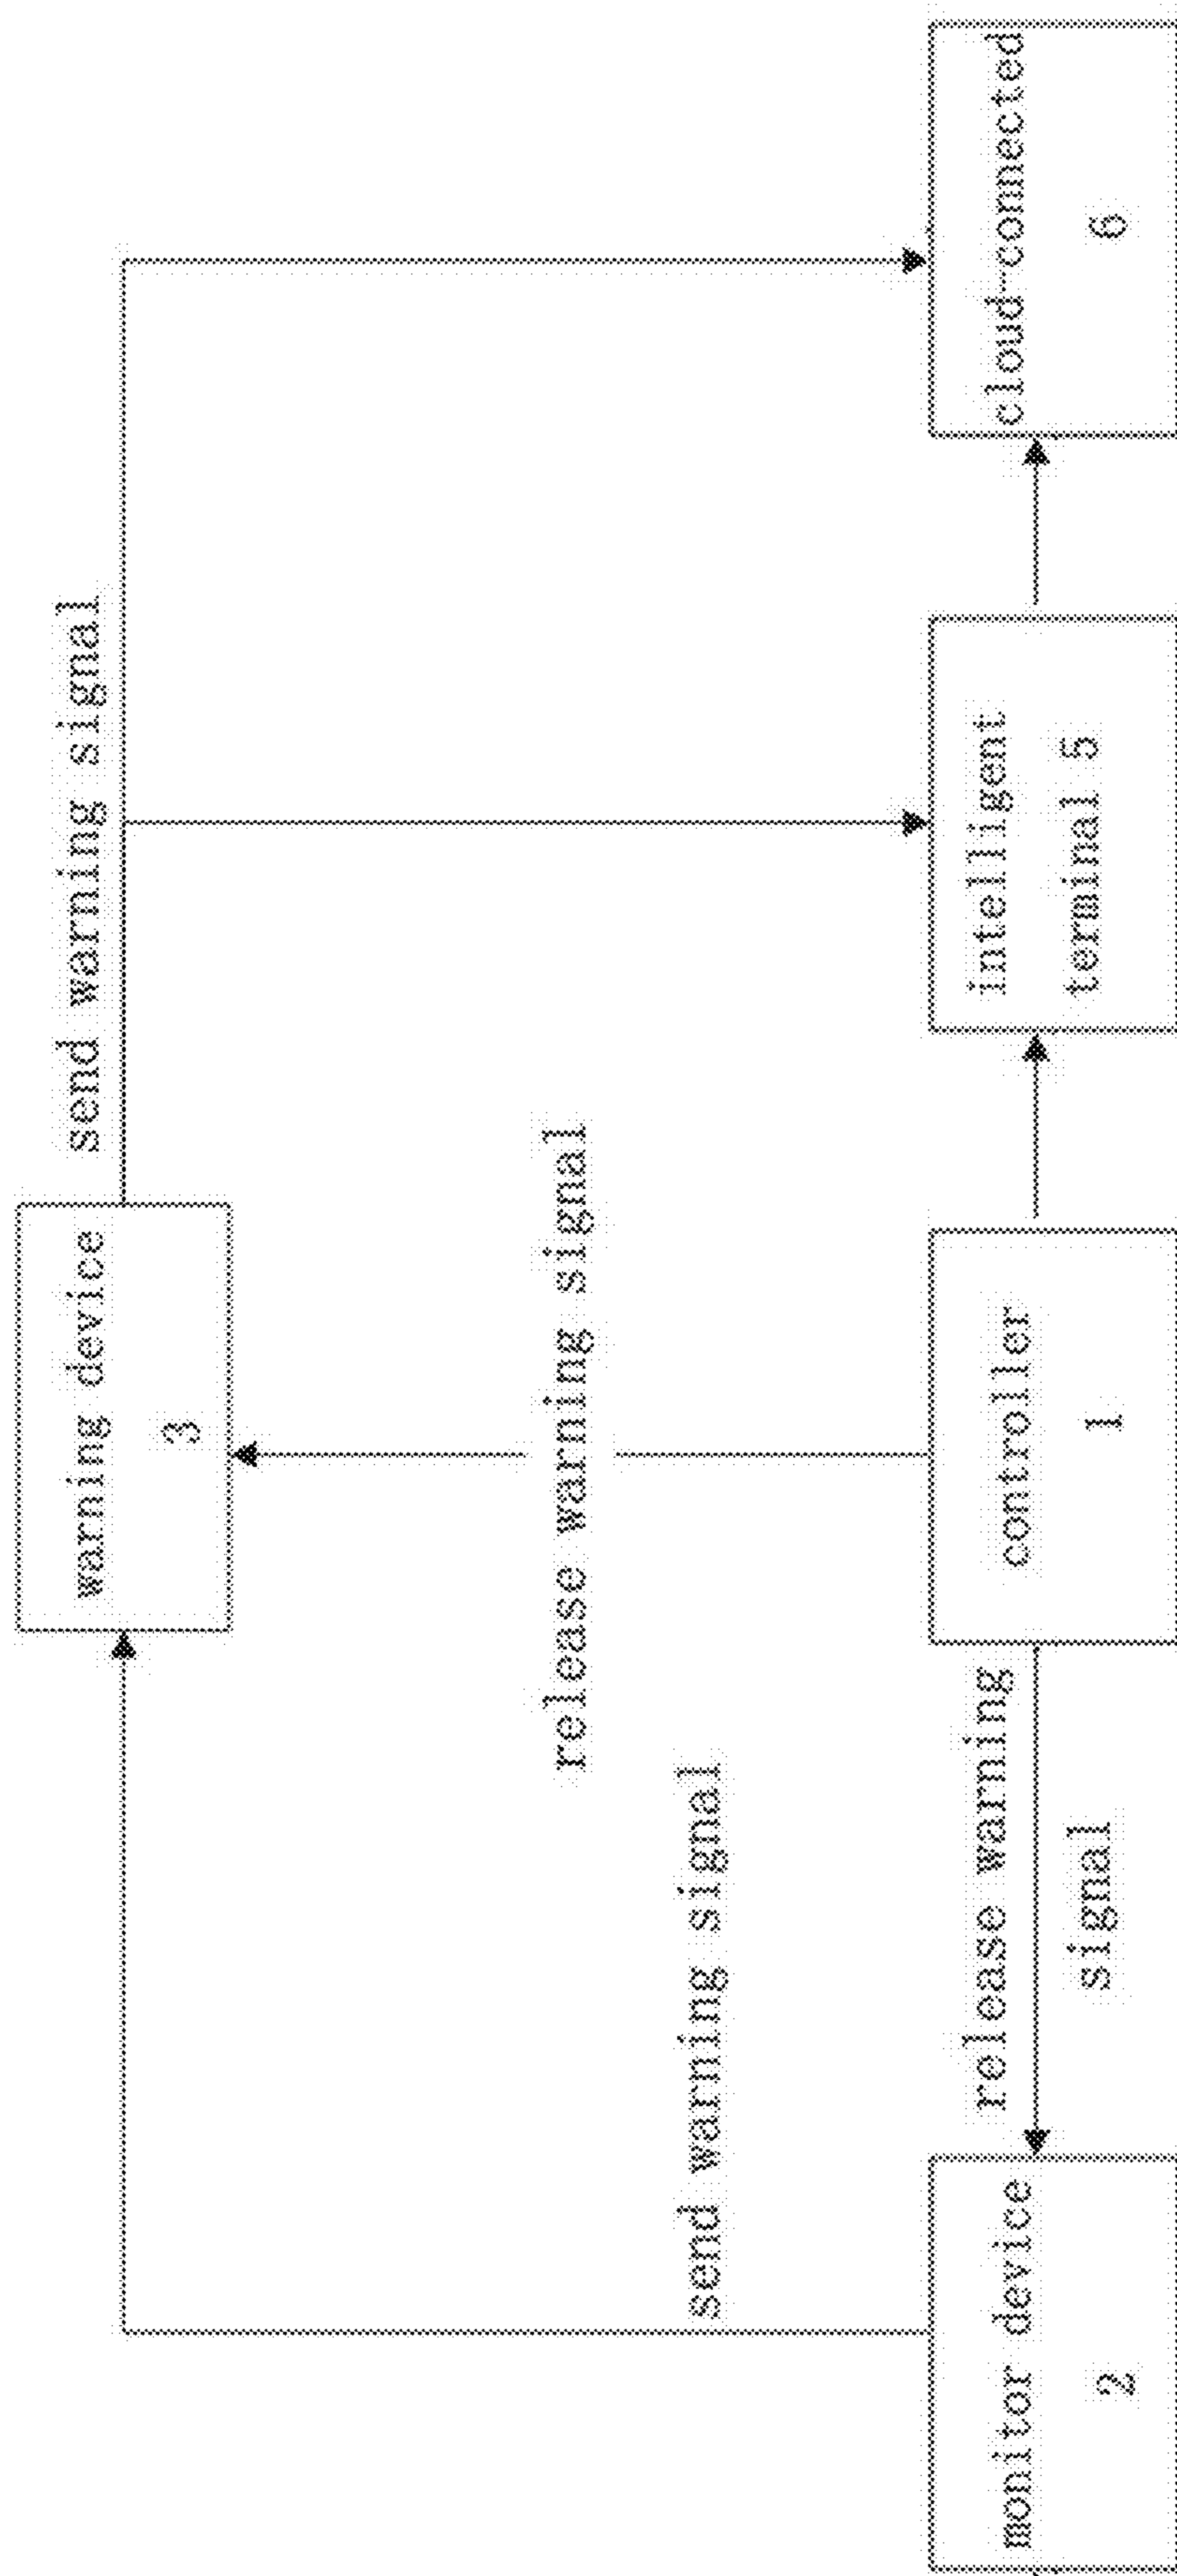 send warning signal
warning device
3
release warning signal
send warning signal
monitor device
2
release warning
signal
controller
1
intelligent
terminal 5
cloud-connected
6